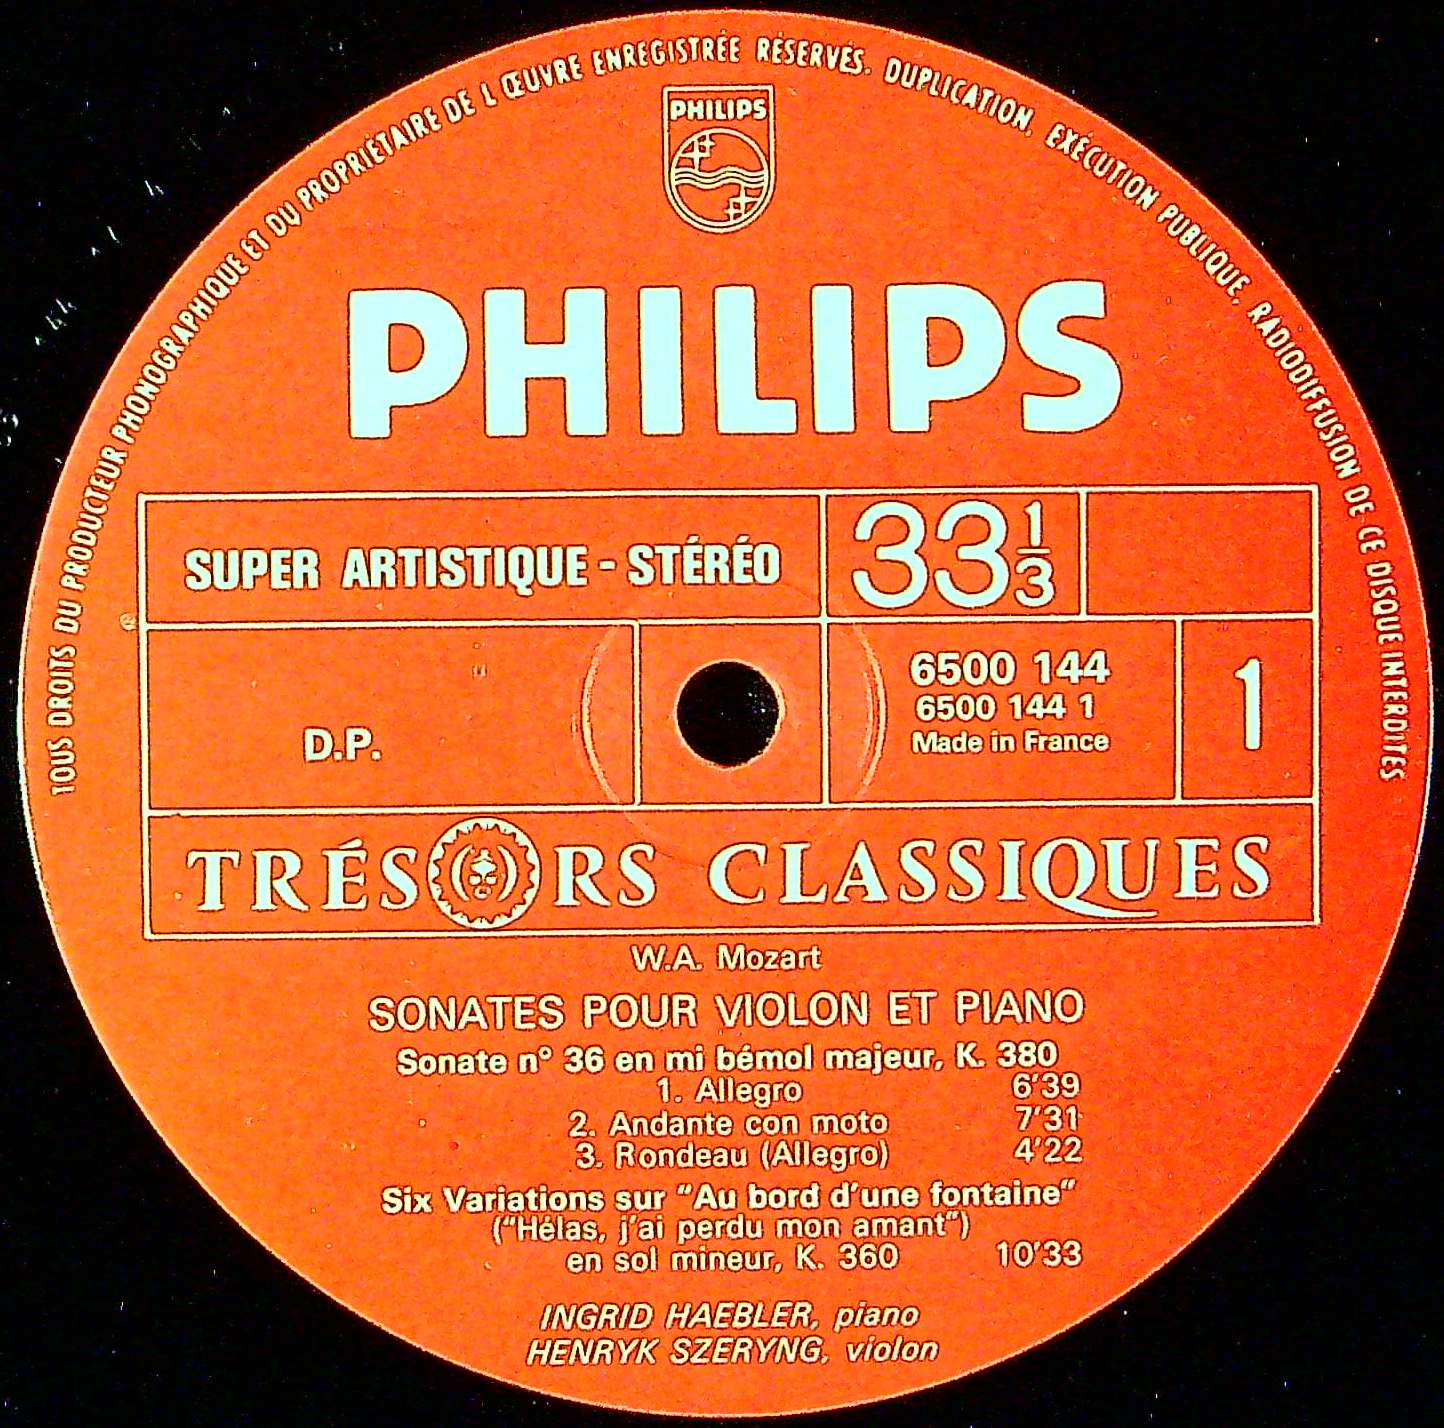 TOUS DROITS DU PRODUCTEUR PHONOGRAPHIQUE ET DU PROPRIÉTAIRE DE L ŒUVRE ENREGISTRÉE RÉSERVÉS. DUPLICATION, EXÉCUTION PUBLIQUE, RADIODIFFUSION DE CE DISQUE INTERDITES
PHILIPS
PHILIPS
SUPER ARTISTIQUE - STÉRÉO
33 1/3
D.P.
6500 144
6500 144 1
Made in France
1
TRÉSORS CLASSIQUES
W.A. Mozart
SONATES POUR VIOLON ET PIANO
Sonate n° 36 en mi bémol majeur, K. 380
1. Allegro 6'39
2. Andante con moto 7'31
3. Rondeau (Allegro) 4'22
Six Variations sur "Au bord d'une fontaine"
("Hélas, j'ai perdu mon amant")
en sol mineur, K. 360 10'33
INGRID HAEBLER, piano
HENRYK SZERYNG, violon